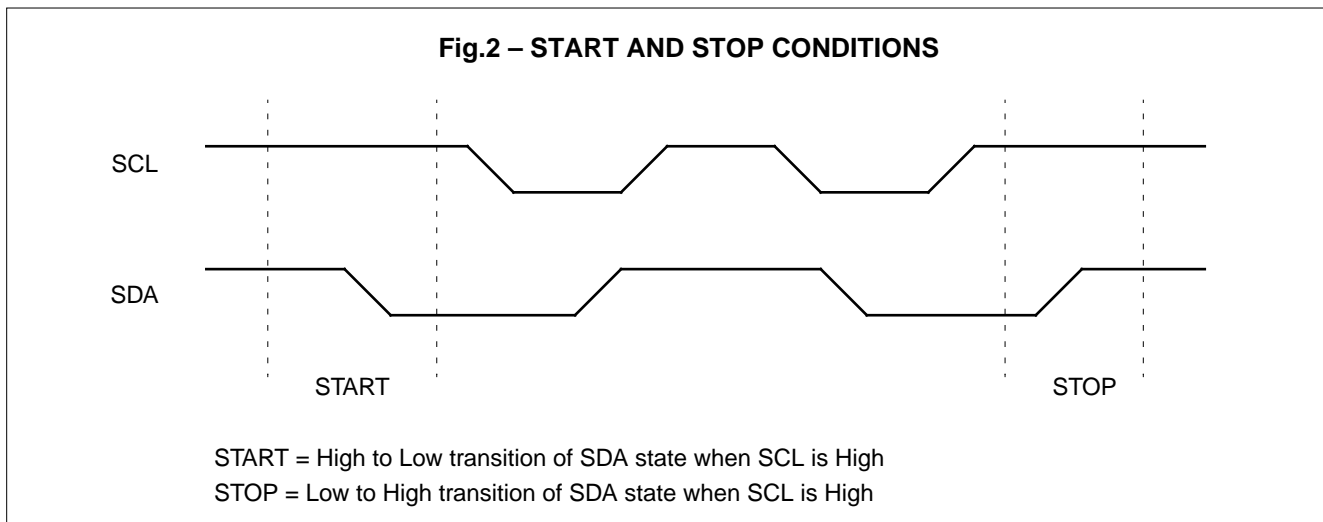 Fig.2 – START AND STOP CONDITIONS
SCL
SDA
START
STOP
START = High to Low transition of SDA state when SCL is High
STOP = Low to High transition of SDA state when SCL is High